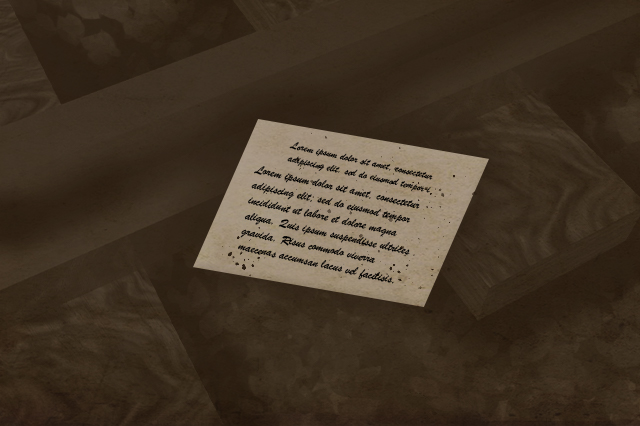 Lorem ipsum dolor sit amet, consectetur
adipiscing elit, sed do eiusmod tempor
Lorem ipsum dolor sit amet, consectetur
adipiscing elit, sed do eiusmod tempor
incididunt ut labore et dolore magna
aliqua. Quis ipsum suspendisse ultrices
gravida. Risus commodo viverra
maecenas accumsan lacus vel facilisis.